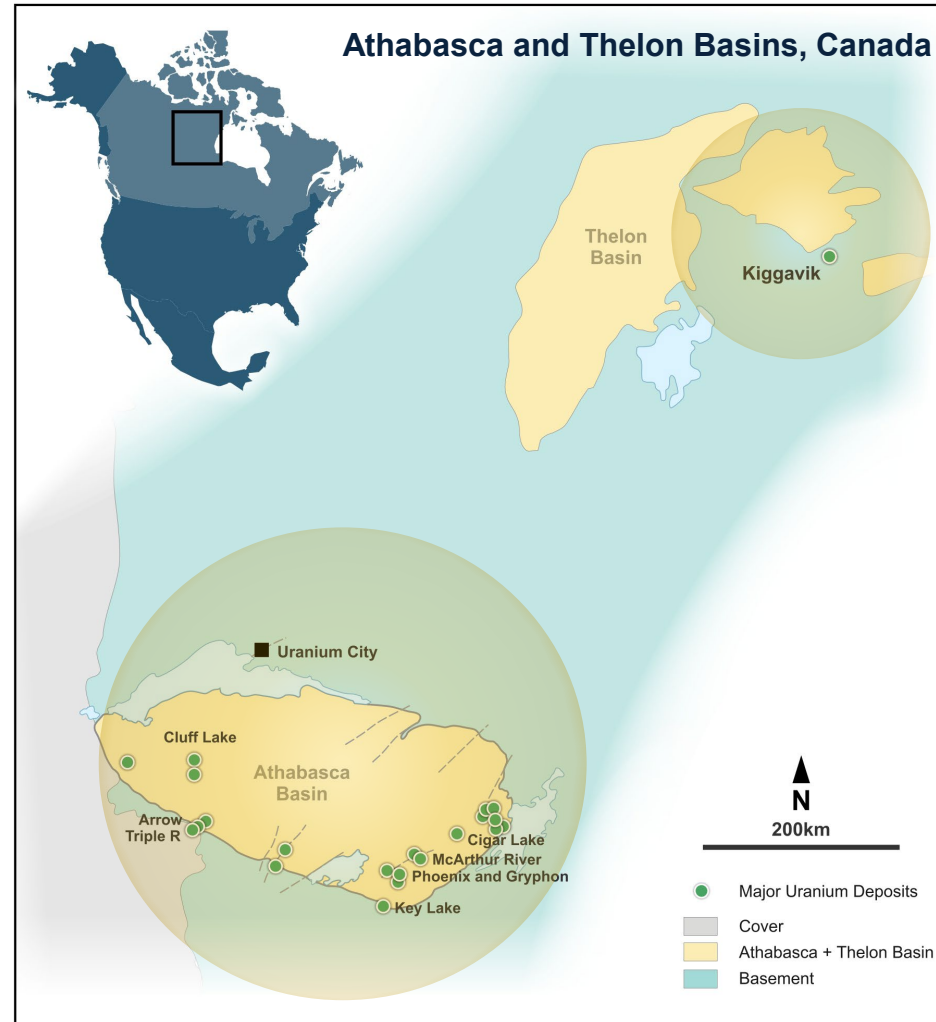 Athabasca and Thelon Basins, Canada
Thelon
Basin
Kiggavik
Uranium City
Cluff Lake
Athabasca
Basin
Arrow
Triple R
Cigar Lake
McArthur River
Phoenix and Gryphon
Key Lake
N
200km
Major Uranium Deposits
Cover
Athabasca + Thelon Basin
Basement